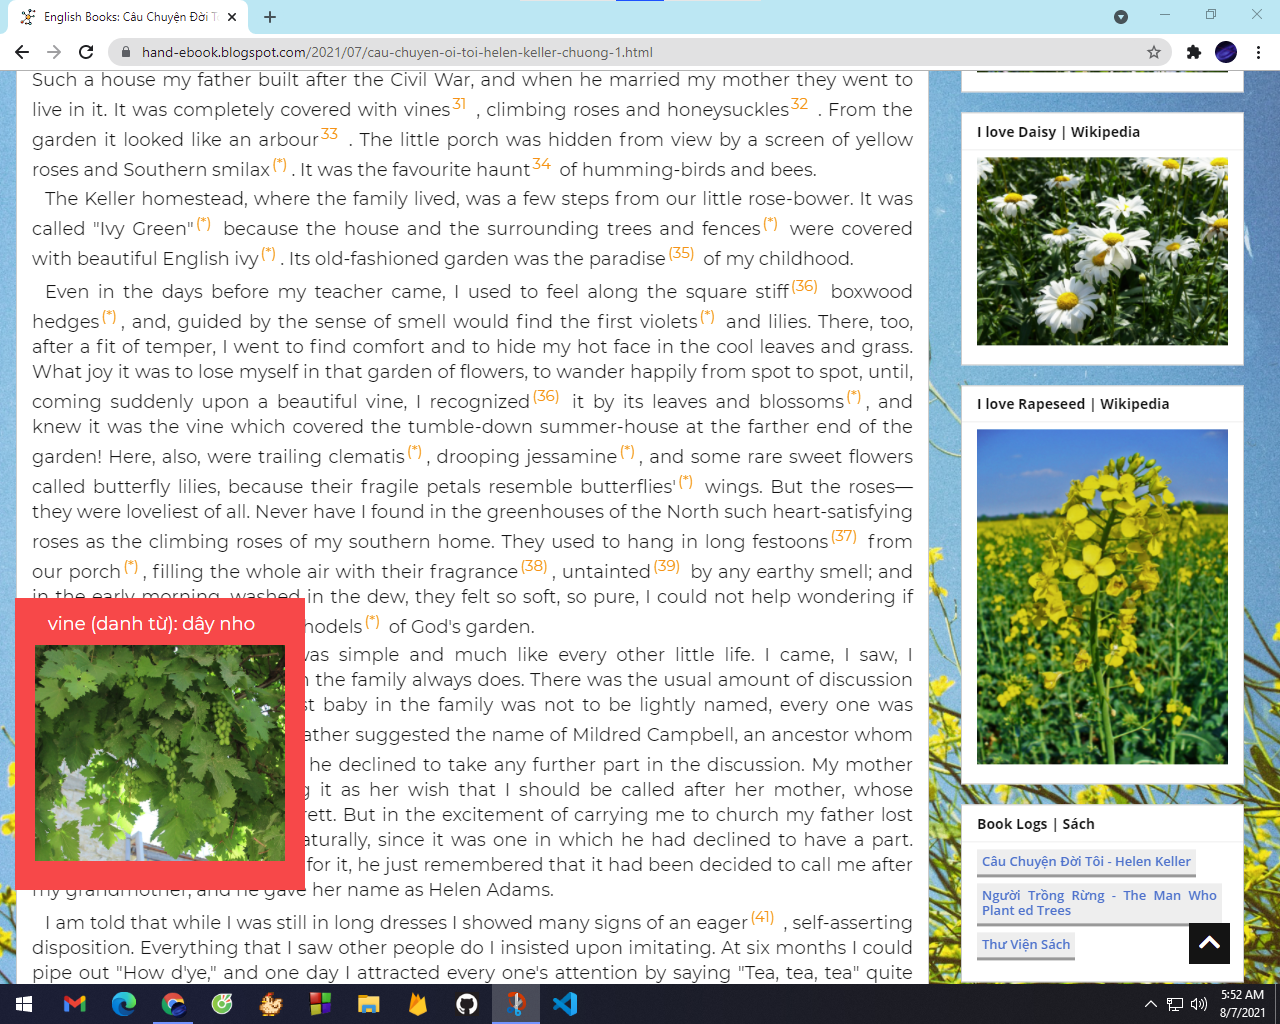 English Books: Câu Chuyện Đời T
hand-ebook.blogspot.com/2021/07/cau-chuyen-oi-toi-helen-keller-chuong-1.html
Such a house my father built after the Civil War, and when he married my mother they went to
live in it. It was completely covered with vines31 , climbing roses and honeysuckles32 . From the
garden it looked like an arbour33 . The little porch was hidden from view by a screen of yellow
roses and Southern smilax(*) . It was the favourite haunt34 of humming-birds and bees.
The Keller homestead, where the family lived, was a few steps from our little rose-bower. It was
called "Ivy Green"(*) because the house and the surrounding trees and fences(*) were covered
with beautiful English ivy(*) . Its old-fashioned garden was the paradise(35) of my childhood.
Even in the days before my teacher came, I used to feel along the square stiff(36) boxwood
hedges(*) , and, guided by the sense of smell would find the first violets(*) and lilies. There, too,
after a fit of temper, I went to find comfort and to hide my hot face in the cool leaves and grass.
What joy it was to lose myself in that garden of flowers, to wander happily from spot to spot, until,
coming suddenly upon a beautiful vine, I recognized(36) it by its leaves and blossoms(*) , and
knew it was the vine which covered the tumble-down summer-house at the farther end of the
garden! Here, also, were trailing clematis(*) , drooping jessamine(*) , and some rare sweet flowers
called butterfly lilies, because their fragile petals resemble butterflies'(*) wings. But the roses—
they were loveliest of all. Never have I found in the greenhouses of the North such heart-satisfying
roses as the climbing roses of my southern home. They used to hang in long festoons(37) from
our porch(*) , filling the whole air with their fragrance(38) , untainted(39) by any earthy smell; and
in the early morning, washed in the dew, they felt so soft, so pure, I could not help wondering if
models(*) of God's garden.
was simple and much like every other little life. I came, I saw, I
the family always does. There was the usual amount of discussion
baby in the family was not to be lightly named, every one was
father suggested the name of Mildred Campbell, an ancestor whom
he declined to take any further part in the discussion. My mother
it as her wish that I should be called after her mother, whose
rett. But in the excitement of carrying me to church my father lost
naturally, since it was one in which he had declined to have a part.
for it, he just remembered that it had been decided to call me after
my grandmother, and he gave her name as Helen Adams.
I am told that while I was still in long dresses I showed many signs of an eager(41) , self-asserting
disposition. Everything that I saw other people do I insisted upon imitating. At six months I could
pipe out "How d'ye," and one day I attracted every one's attention by saying "Tea, tea, tea" quite
vine (danh từ): dây nho
I love Daisy | Wikipedia
I love Rapeseed | Wikipedia
Book Logs | Sách
Câu Chuyện Đời Tôi - Helen Keller
Người Trồng Rừng - The Man Who
Plant ed Trees
Thư Viện Sách
5:52 AM
8/7/2021